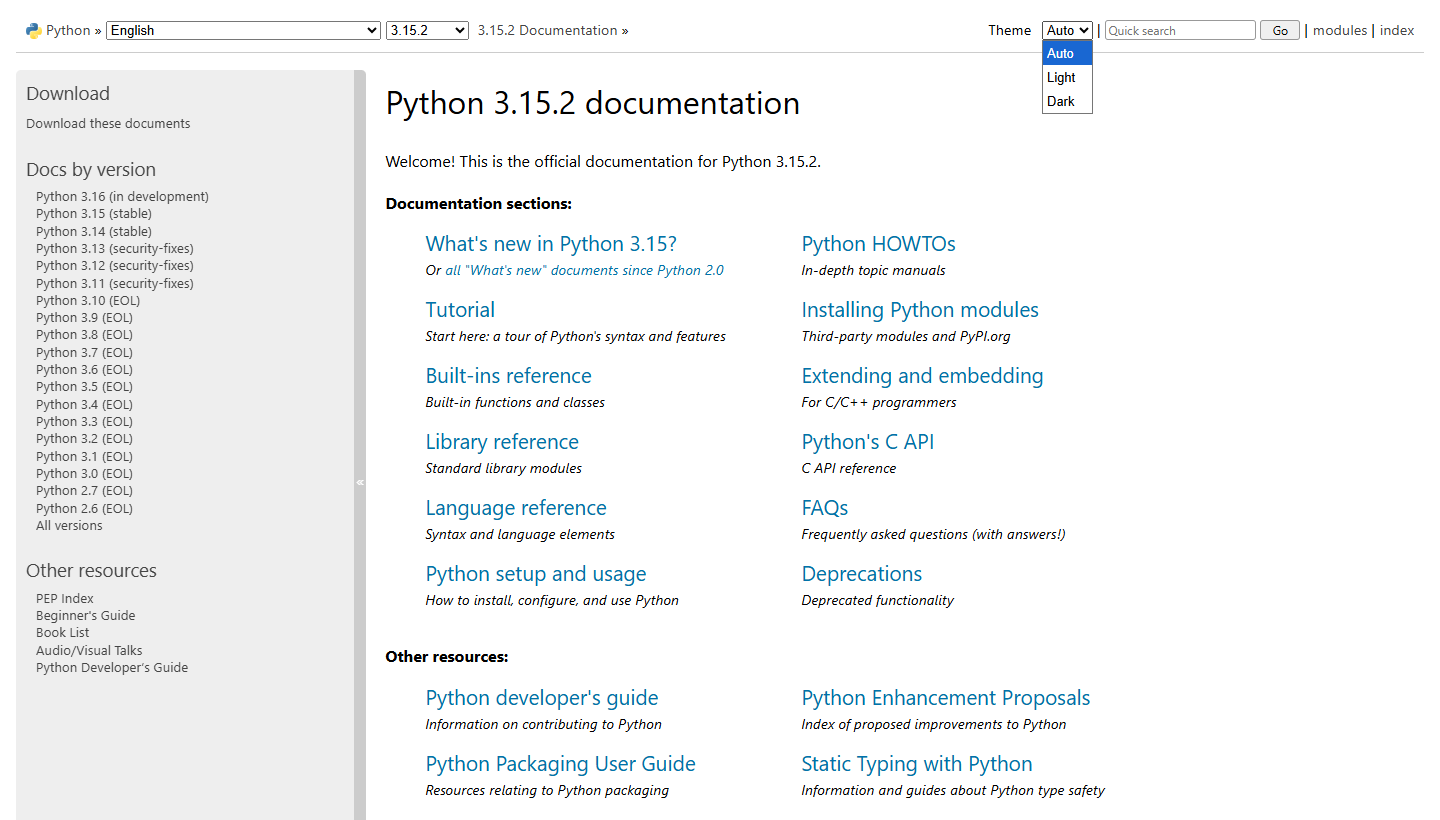 Python » English 3.15.2 3.15.2 Documentation » Theme Auto | Quick search Go | modules | index
Auto
Light
Dark
Download
Download these documents
Docs by version
Python 3.16 (in development)
Python 3.15 (stable)
Python 3.14 (stable)
Python 3.13 (security-fixes)
Python 3.12 (security-fixes)
Python 3.11 (security-fixes)
Python 3.10 (EOL)
Python 3.9 (EOL)
Python 3.8 (EOL)
Python 3.7 (EOL)
Python 3.6 (EOL)
Python 3.5 (EOL)
Python 3.4 (EOL)
Python 3.3 (EOL)
Python 3.2 (EOL)
Python 3.1 (EOL)
Python 3.0 (EOL)
Python 2.7 (EOL)
Python 2.6 (EOL)
All versions
Other resources
PEP Index
Beginner's Guide
Book List
Audio/Visual Talks
Python Developer's Guide
«
Python 3.15.2 documentation
Welcome! This is the official documentation for Python 3.15.2.
Documentation sections:
What's new in Python 3.15?
Or all "What's new" documents since Python 2.0
Tutorial
Start here: a tour of Python's syntax and features
Built-ins reference
Built-in functions and classes
Library reference
Standard library modules
Language reference
Syntax and language elements
Python setup and usage
How to install, configure, and use Python
Python HOWTOs
In-depth topic manuals
Installing Python modules
Third-party modules and PyPI.org
Extending and embedding
For C/C++ programmers
Python's C API
C API reference
FAQs
Frequently asked questions (with answers!)
Deprecations
Deprecated functionality
Other resources:
Python developer's guide
Information on contributing to Python
Python Packaging User Guide
Resources relating to Python packaging
Python Enhancement Proposals
Index of proposed improvements to Python
Static Typing with Python
Information and guides about Python type safety